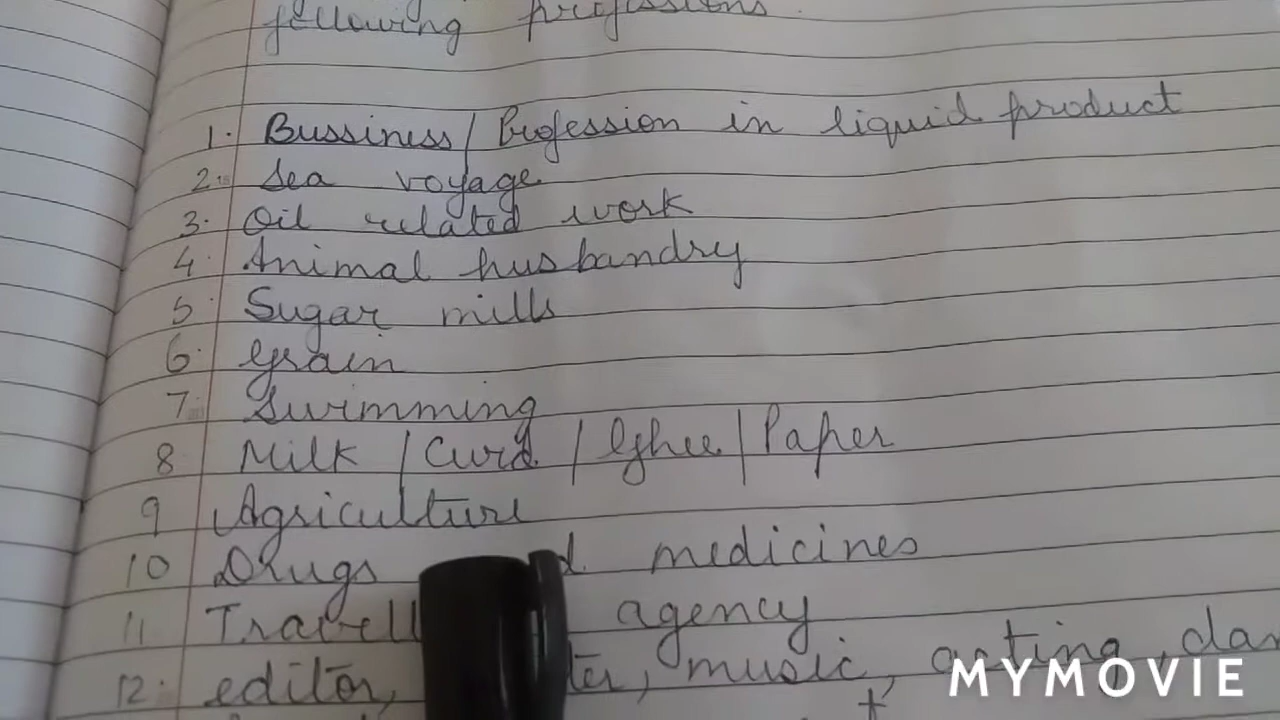 following professions.
1. Bussiness/Profession in liquid product
2. Sea voyage
3. Oil related work
4. Animal husbandry
5. Sugar mills
6. Grain
7. Swimming
8 Milk / Curd / Ghee / Paper
9 Agriculture
10 Drugs medicines
11 agency
12. editor, music, acting,
MYMOVIE